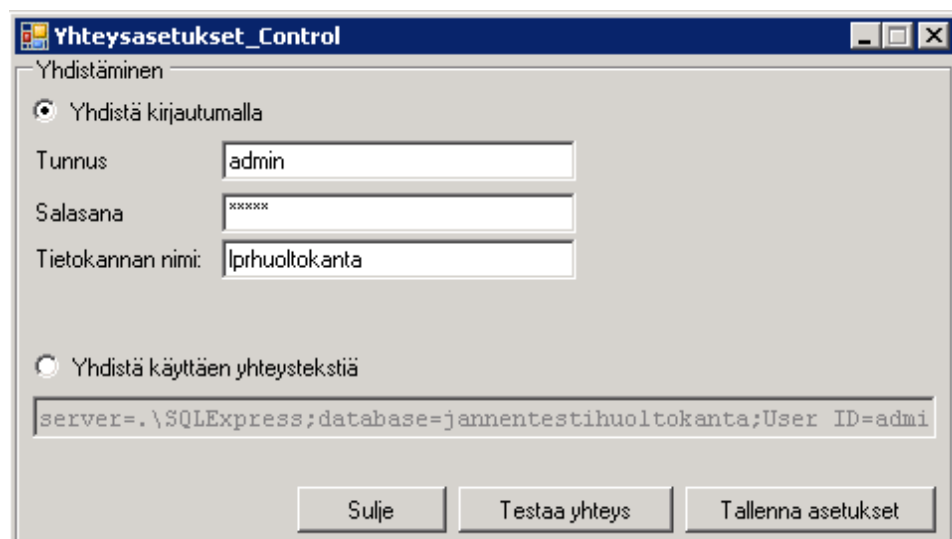 Yhteysasetukset_Control
Yhdistäminen
Yhdistä kirjautumalla
Tunnus admin
Salasana *****
Tietokannan nimi: lprhuoltokanta
Yhdistä käyttäen yhteystekstiä
server=.\SQLExpress;database=jannentestihuoltokanta;User ID=admi
Sulje Testaa yhteys Tallenna asetukset